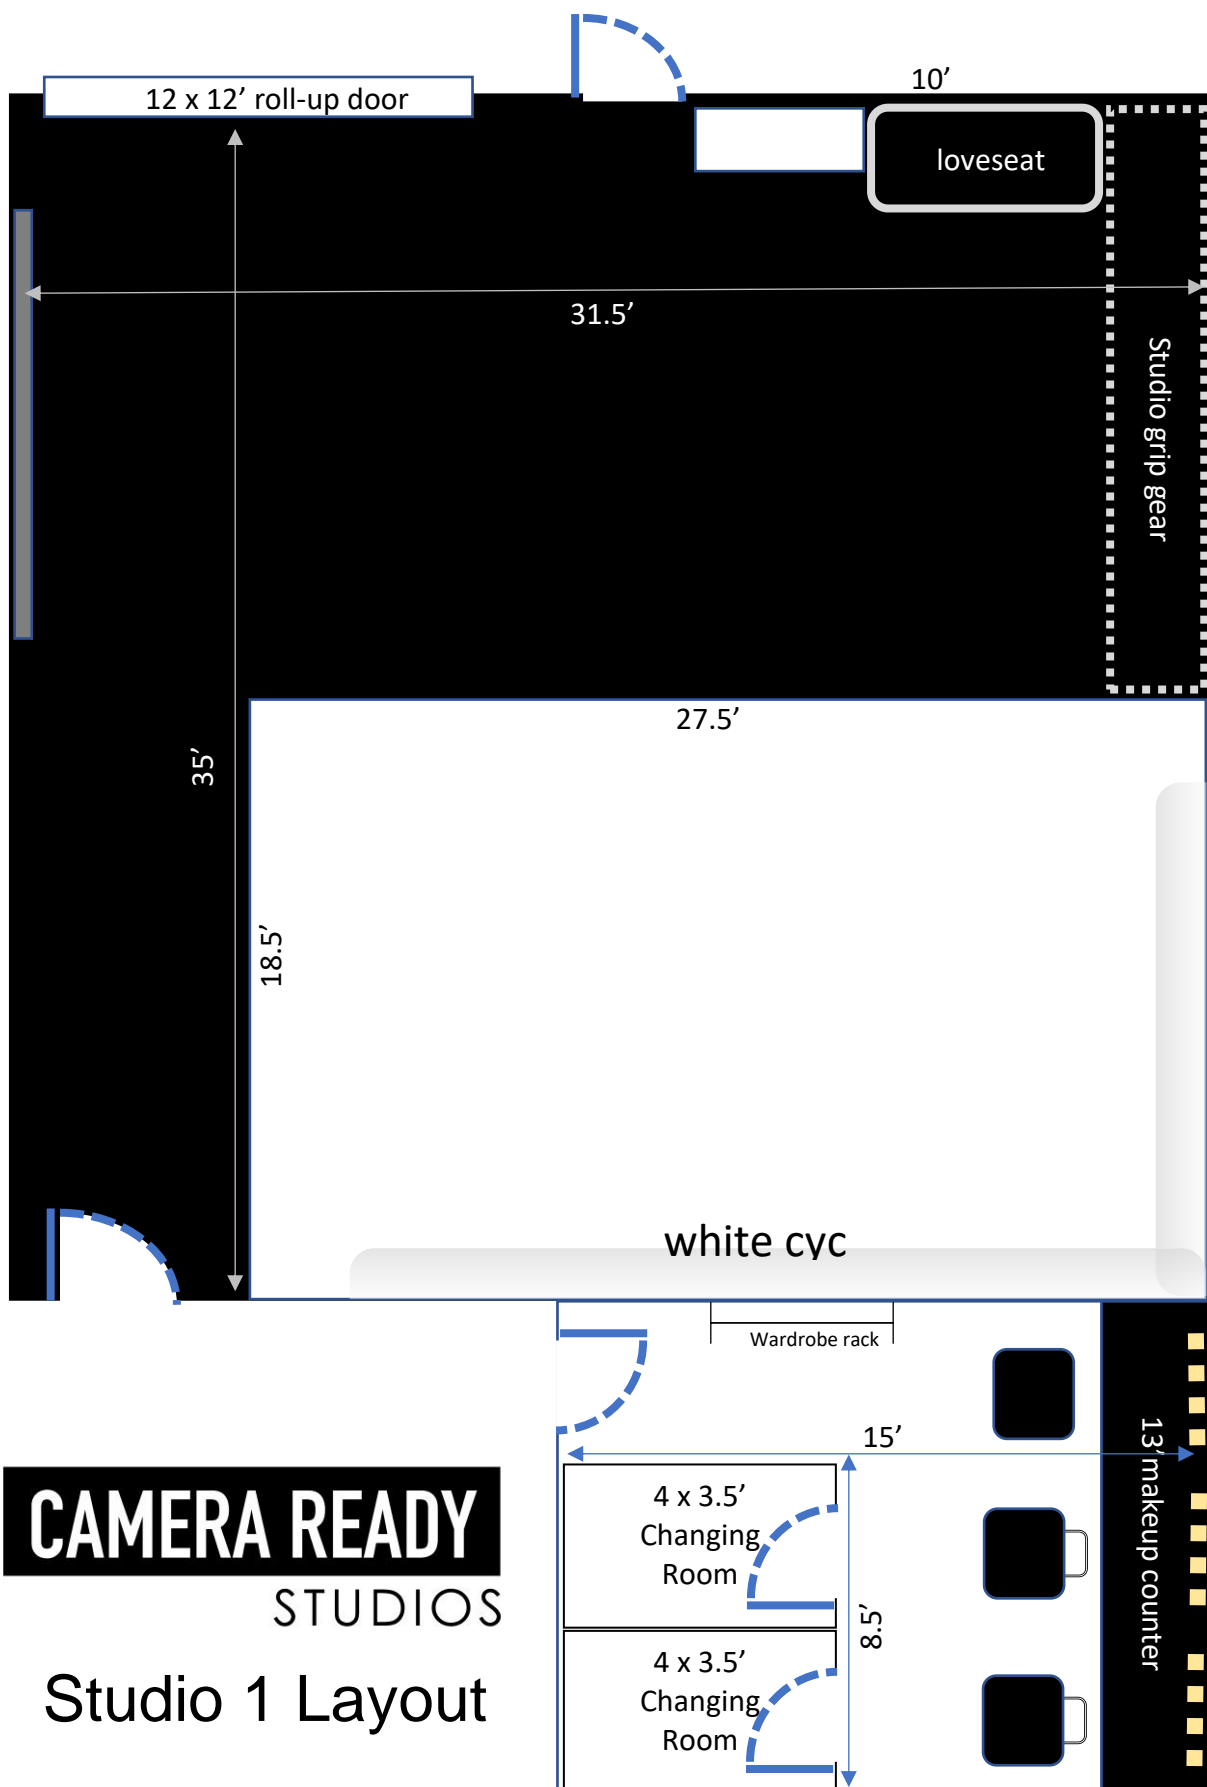 10’
12 x 12’ roll-up door
loveseat
31.5’
Studio grip gear
27.5’
35’
18.5’
white cyc
Wardrobe rack
15’
13’makeup counter
4 x 3.5’
Changing
Room
8.5’
4 x 3.5’
Changing
Room
CAMERA READY
STUDIOS
Studio 1 Layout